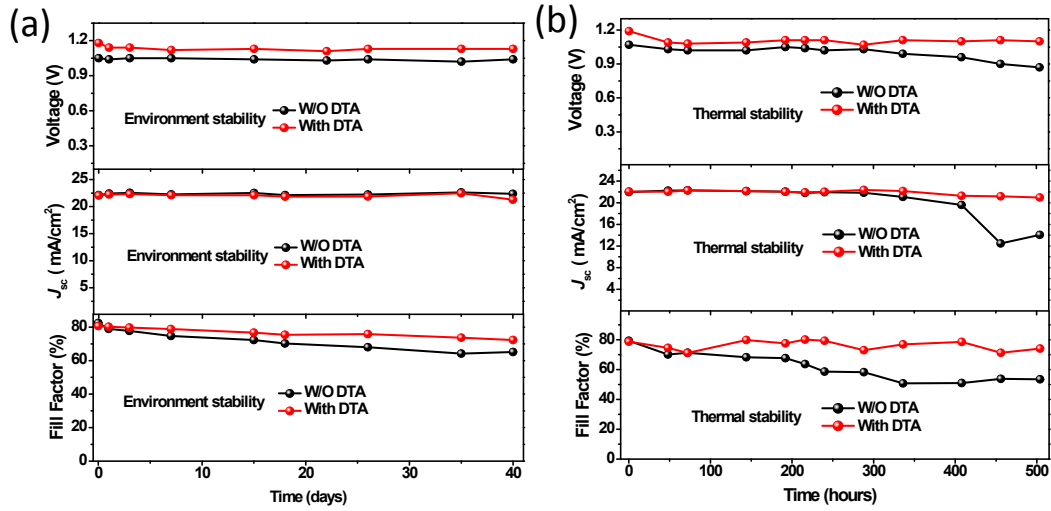 (a)
Voltage (V)
1.2
0.9
0.6
0.3
Environment stability
W/O DTA
With DTA
Jsc ( mA/cm²)
25
20
15
10
5
Environment stability
W/O DTA
With DTA
Fill Factor (%)
80
60
40
20
0
Environment stability
W/O DTA
With DTA
0 10 20 30 40
Time (days)
(b)
Voltage (V)
1.2
0.9
0.6
0.3
Thermal stability
W/O DTA
With DTA
Jsc ( mA/cm²)
24
20
16
12
8
4
Thermal stability
W/O DTA
With DTA
Fill Factor (%)
100
80
60
40
20
0
Thermal stability
W/O DTA
With DTA
0 100 200 300 400 500
Time (hours)